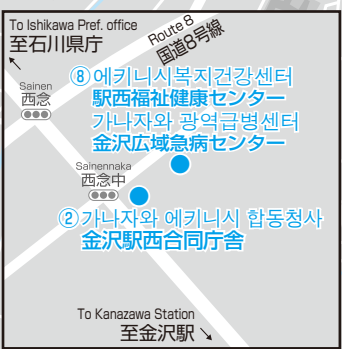 To Ishikawa Pref. office
至石川県庁
Route 8
国道8号線
⑧에키니시복지건강센터
駅西福祉健康センター
가나자와 광역급병센터
金沢広域急病センター
Sainen
西念
Sainennaka
西念中
②가나자와 에키니시 합동청사
金沢駅西合同庁舎
To Kanazawa Station
至金沢駅